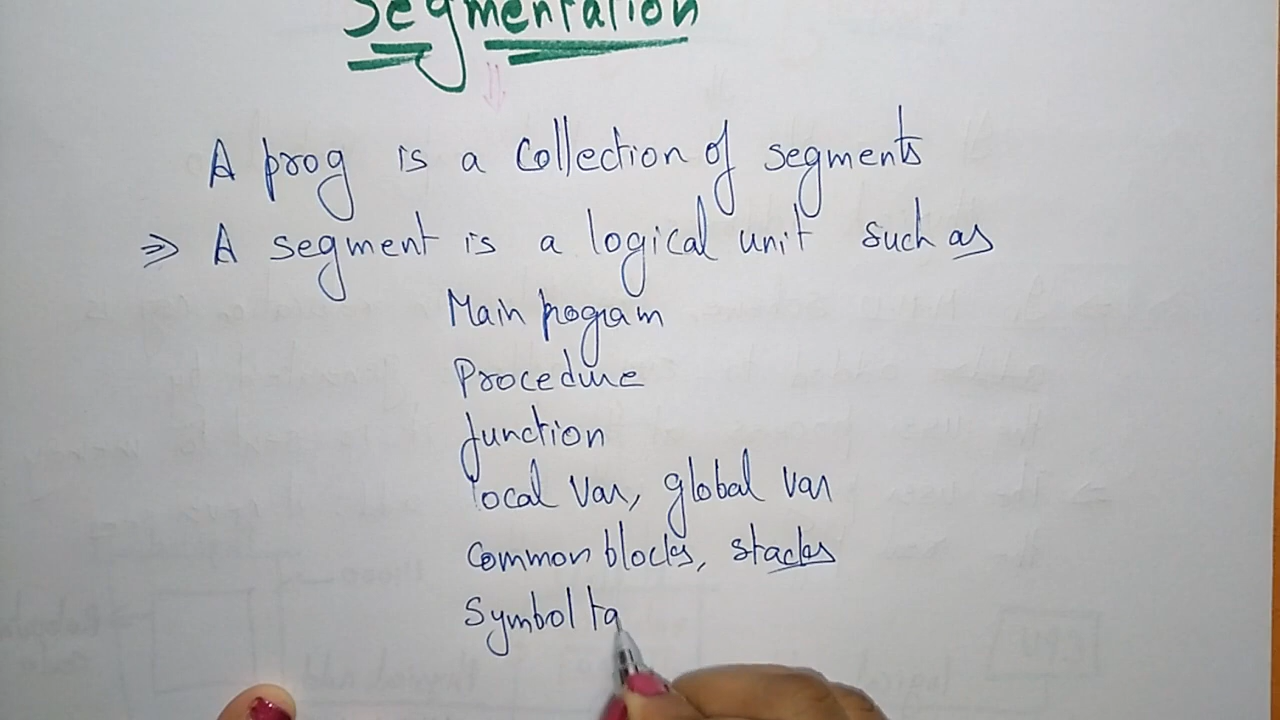 Segmentation
A prog is a collection of segments
⇒ A segment is a logical unit such as
Main program
Procedure
function
local var, global var
Common blocks, stacks
Symbol ta